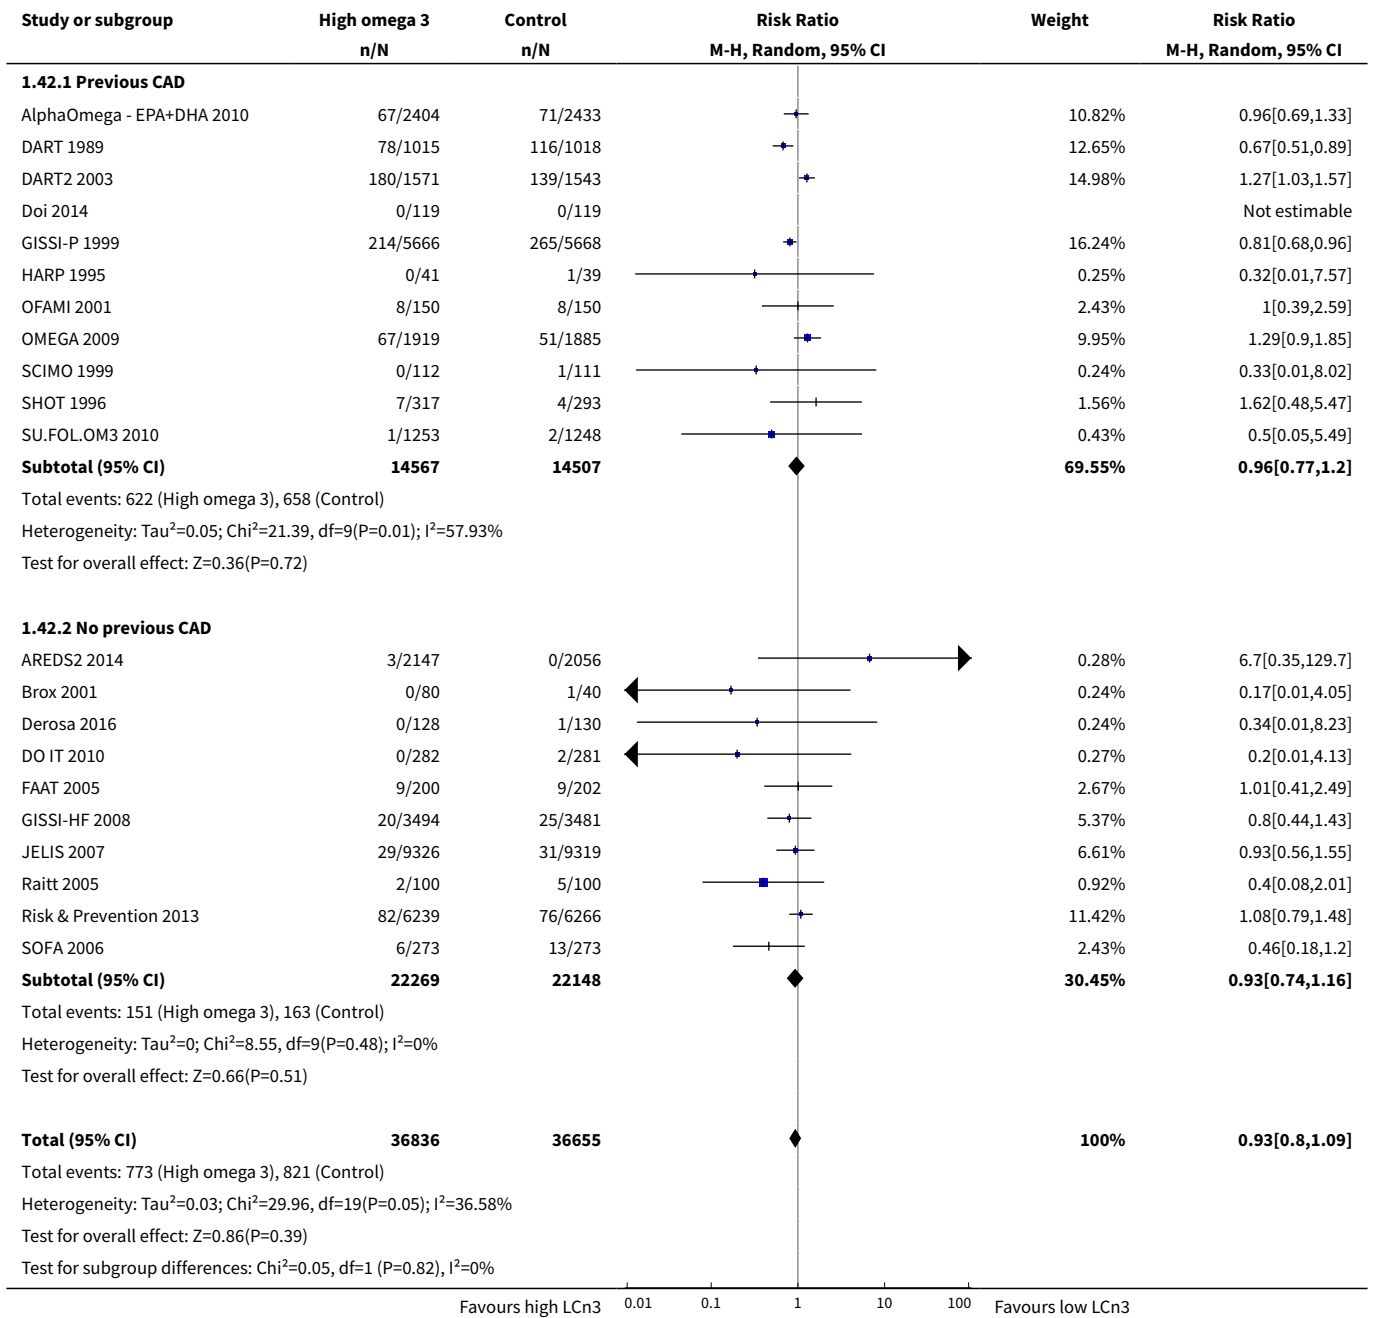 Study or subgroup High omega 3 Control Risk Ratio Weight Risk Ratio
n/N n/N M-H, Random, 95% CI M-H, Random, 95% CI
1.42.1 Previous CAD
AlphaOmega - EPA+DHA 2010 67/2404 71/2433 10.82% 0.96[0.69,1.33]
DART 1989 78/1015 116/1018 12.65% 0.67[0.51,0.89]
DART2 2003 180/1571 139/1543 14.98% 1.27[1.03,1.57]
Doi 2014 0/119 0/119 Not estimable
GISSI-P 1999 214/5666 265/5668 16.24% 0.81[0.68,0.96]
HARP 1995 0/41 1/39 0.25% 0.32[0.01,7.57]
OFAMI 2001 8/150 8/150 2.43% 1[0.39,2.59]
OMEGA 2009 67/1919 51/1885 9.95% 1.29[0.9,1.85]
SCIMO 1999 0/112 1/111 0.24% 0.33[0.01,8.02]
SHOT 1996 7/317 4/293 1.56% 1.62[0.48,5.47]
SU.FOL.OM3 2010 1/1253 2/1248 0.43% 0.5[0.05,5.49]
Subtotal (95% CI) 14567 14507 69.55% 0.96[0.77,1.2]
Total events: 622 (High omega 3), 658 (Control)
Heterogeneity: Tau²=0.05; Chi²=21.39, df=9(P=0.01); I²=57.93%
Test for overall effect: Z=0.36(P=0.72)
1.42.2 No previous CAD
AREDS2 2014 3/2147 0/2056 0.28% 6.7[0.35,129.7]
Brox 2001 0/80 1/40 0.24% 0.17[0.01,4.05]
Derosa 2016 0/128 1/130 0.24% 0.34[0.01,8.23]
DO IT 2010 0/282 2/281 0.27% 0.2[0.01,4.13]
FAAT 2005 9/200 9/202 2.67% 1.01[0.41,2.49]
GISSI-HF 2008 20/3494 25/3481 5.37% 0.8[0.44,1.43]
JELIS 2007 29/9326 31/9319 6.61% 0.93[0.56,1.55]
Raitt 2005 2/100 5/100 0.92% 0.4[0.08,2.01]
Risk & Prevention 2013 82/6239 76/6266 11.42% 1.08[0.79,1.48]
SOFA 2006 6/273 13/273 2.43% 0.46[0.18,1.2]
Subtotal (95% CI) 22269 22148 30.45% 0.93[0.74,1.16]
Total events: 151 (High omega 3), 163 (Control)
Heterogeneity: Tau²=0; Chi²=8.55, df=9(P=0.48); I²=0%
Test for overall effect: Z=0.66(P=0.51)
Total (95% CI) 36836 36655 100% 0.93[0.8,1.09]
Total events: 773 (High omega 3), 821 (Control)
Heterogeneity: Tau²=0.03; Chi²=29.96, df=19(P=0.05); I²=36.58%
Test for overall effect: Z=0.86(P=0.39)
Test for subgroup differences: Chi²=0.05, df=1 (P=0.82), I²=0%
Favours high LCn3 0.01 0.1 1 10 100 Favours low LCn3